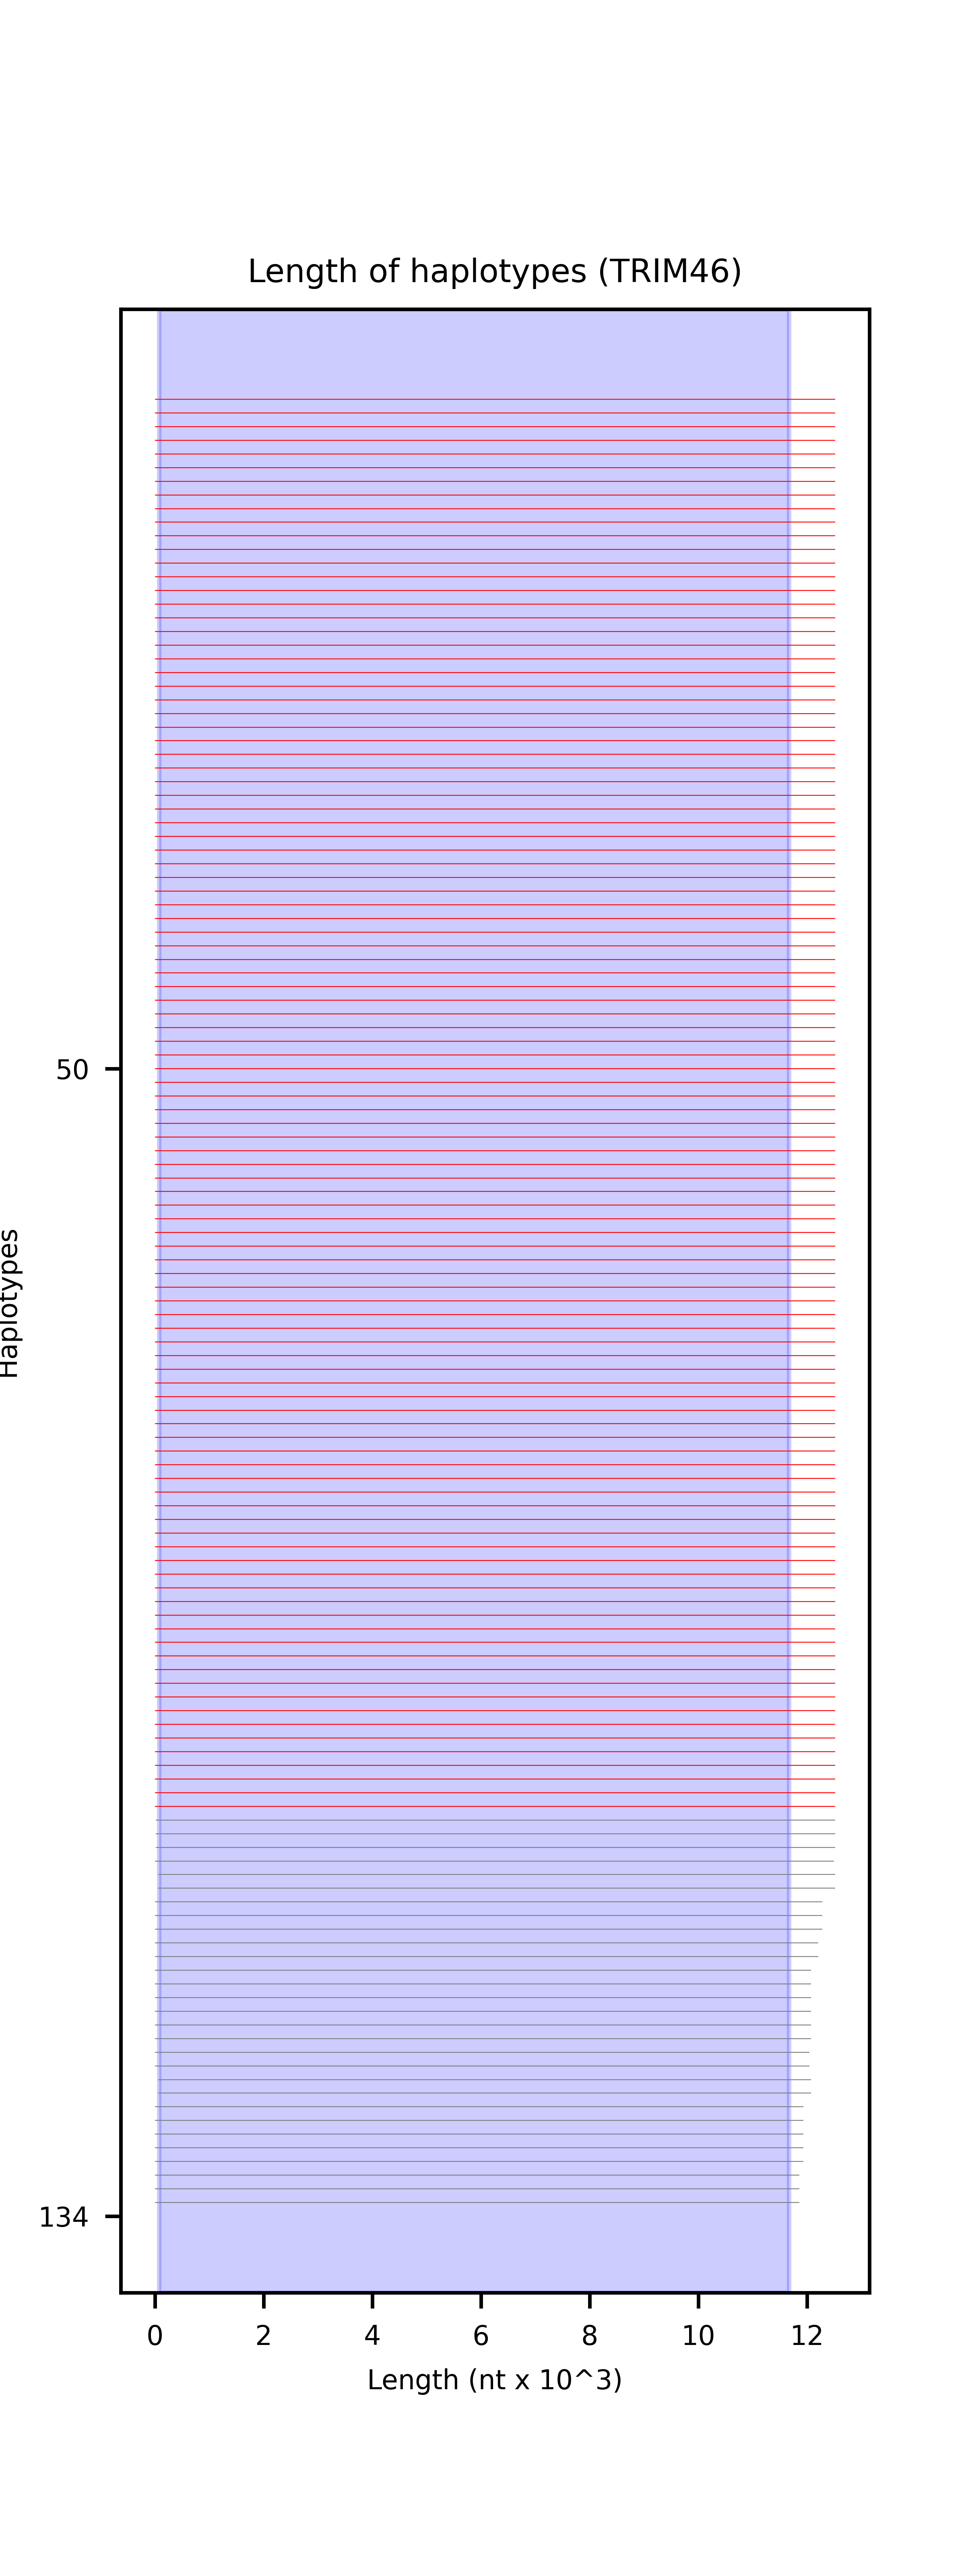 Length of haplotypes (TRIM46)
50
Haplotypes
134
0 2 4 6 8 10 12
Length (nt x 10^3)